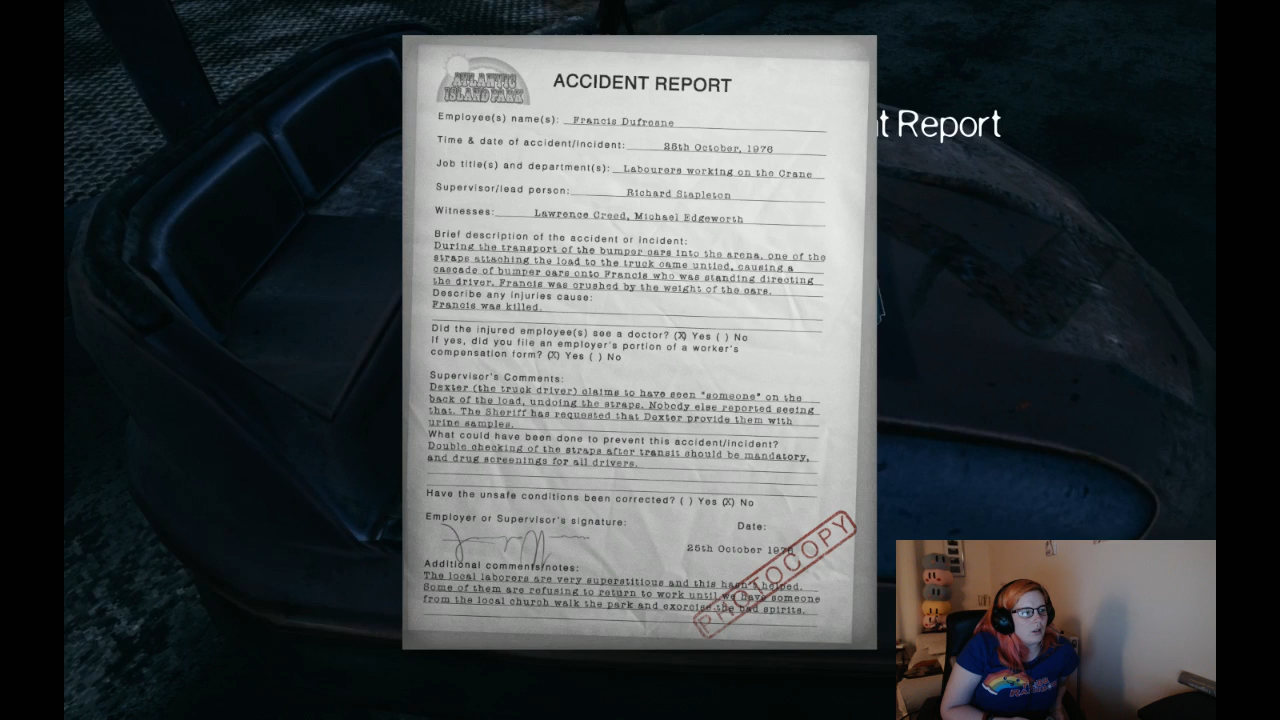 ATLANTIC
ISLAND PARK
ACCIDENT REPORT
t Report
Employee(s) name(s): Francis Dufrosne
Time & date of accident/incident: 25th October, 1976
Job title(s) and department(s): Labourers working on the Crane
Supervisor/lead person: Richard Stapleton
Witnesses: Lawrence Creed, Michael Edgeworth
Brief description of the accident or incident:
During the transport of the bumper cars into the arena, one of the
straps attaching the load to the truck came untied, causing a
cascade of bumper cars onto Francis who was standing directing
the driver. Francis was crushed by the weight of the cars.
Describe any injuries cause:
Francis was killed.
Did the injured employee(s) see a doctor? (X) Yes ( ) No
If yes, did you file an employer's portion of a worker's
compensation form? (X) Yes ( ) No
Supervisor's Comments:
Dexter (the truck driver) claims to have seen "someone" on the
back of the load, undoing the straps. Nobody else reported seeing
that. The Sheriff has requested that Dexter provide them with
urine samples.
What could have been done to prevent this accident/incident?
Double checking of the straps after transit should be mandatory,
and drug screenings for all drivers.
Have the unsafe conditions been corrected? ( ) Yes (X) No
Employer or Supervisor's signature:
Date:
25th October 1976
Additional comments/notes:
The local laborers are very superstitious and this hasn't helped.
Some of them are refusing to return to work until we have someone
from the local church walk the park and exorcise the bad spirits.
PHOTOCOPY